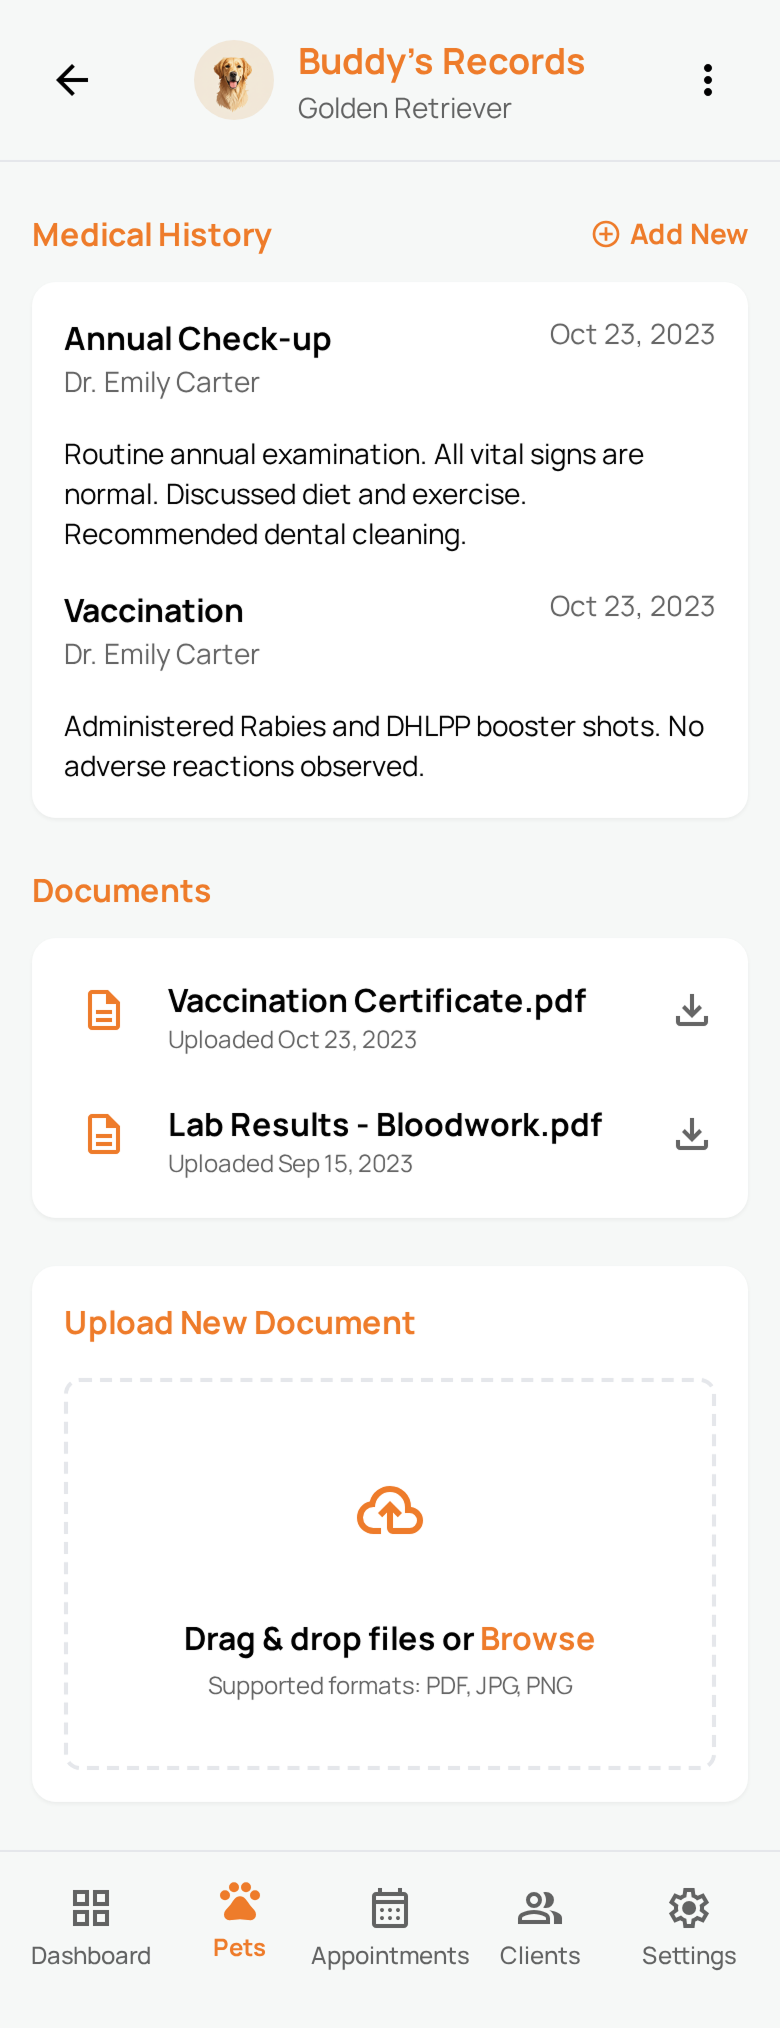 Buddy's Records
Golden Retriever
Medical History
Add New
Annual Check-up
Oct 23, 2023
Dr. Emily Carter
Routine annual examination. All vital signs are
normal. Discussed diet and exercise.
Recommended dental cleaning.
Vaccination
Oct 23, 2023
Dr. Emily Carter
Administered Rabies and DHLPP booster shots. No
adverse reactions observed.
Documents
Vaccination Certificate.pdf
Uploaded Oct 23, 2023
Lab Results - Bloodwork.pdf
Uploaded Sep 15, 2023
Upload New Document
Drag & drop files or Browse
Supported formats: PDF, JPG, PNG
Dashboard
Pets
Appointments
Clients
Settings